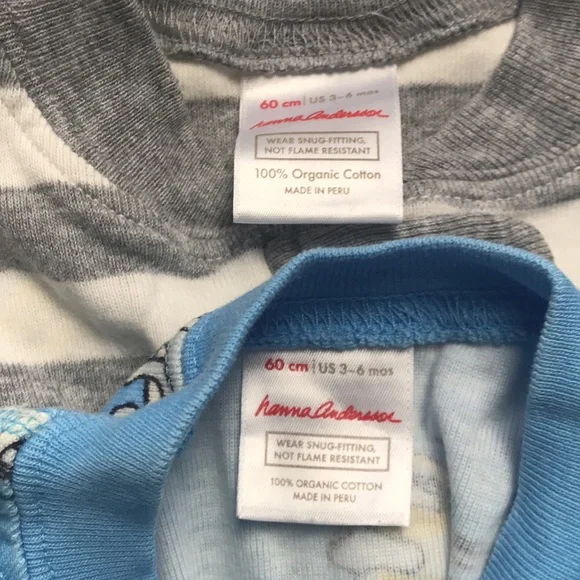 60 cm | US 3-6 mos
hanna Andersson
WEAR SNUG-FITTING,
NOT FLAME RESISTANT
100% Organic Cotton
MADE IN PERU
60 cm | US 3-6 mos
hanna Andersson
WEAR SNUG-FITTING,
NOT FLAME RESISTANT
100% ORGANIC COTTON
MADE IN PERU